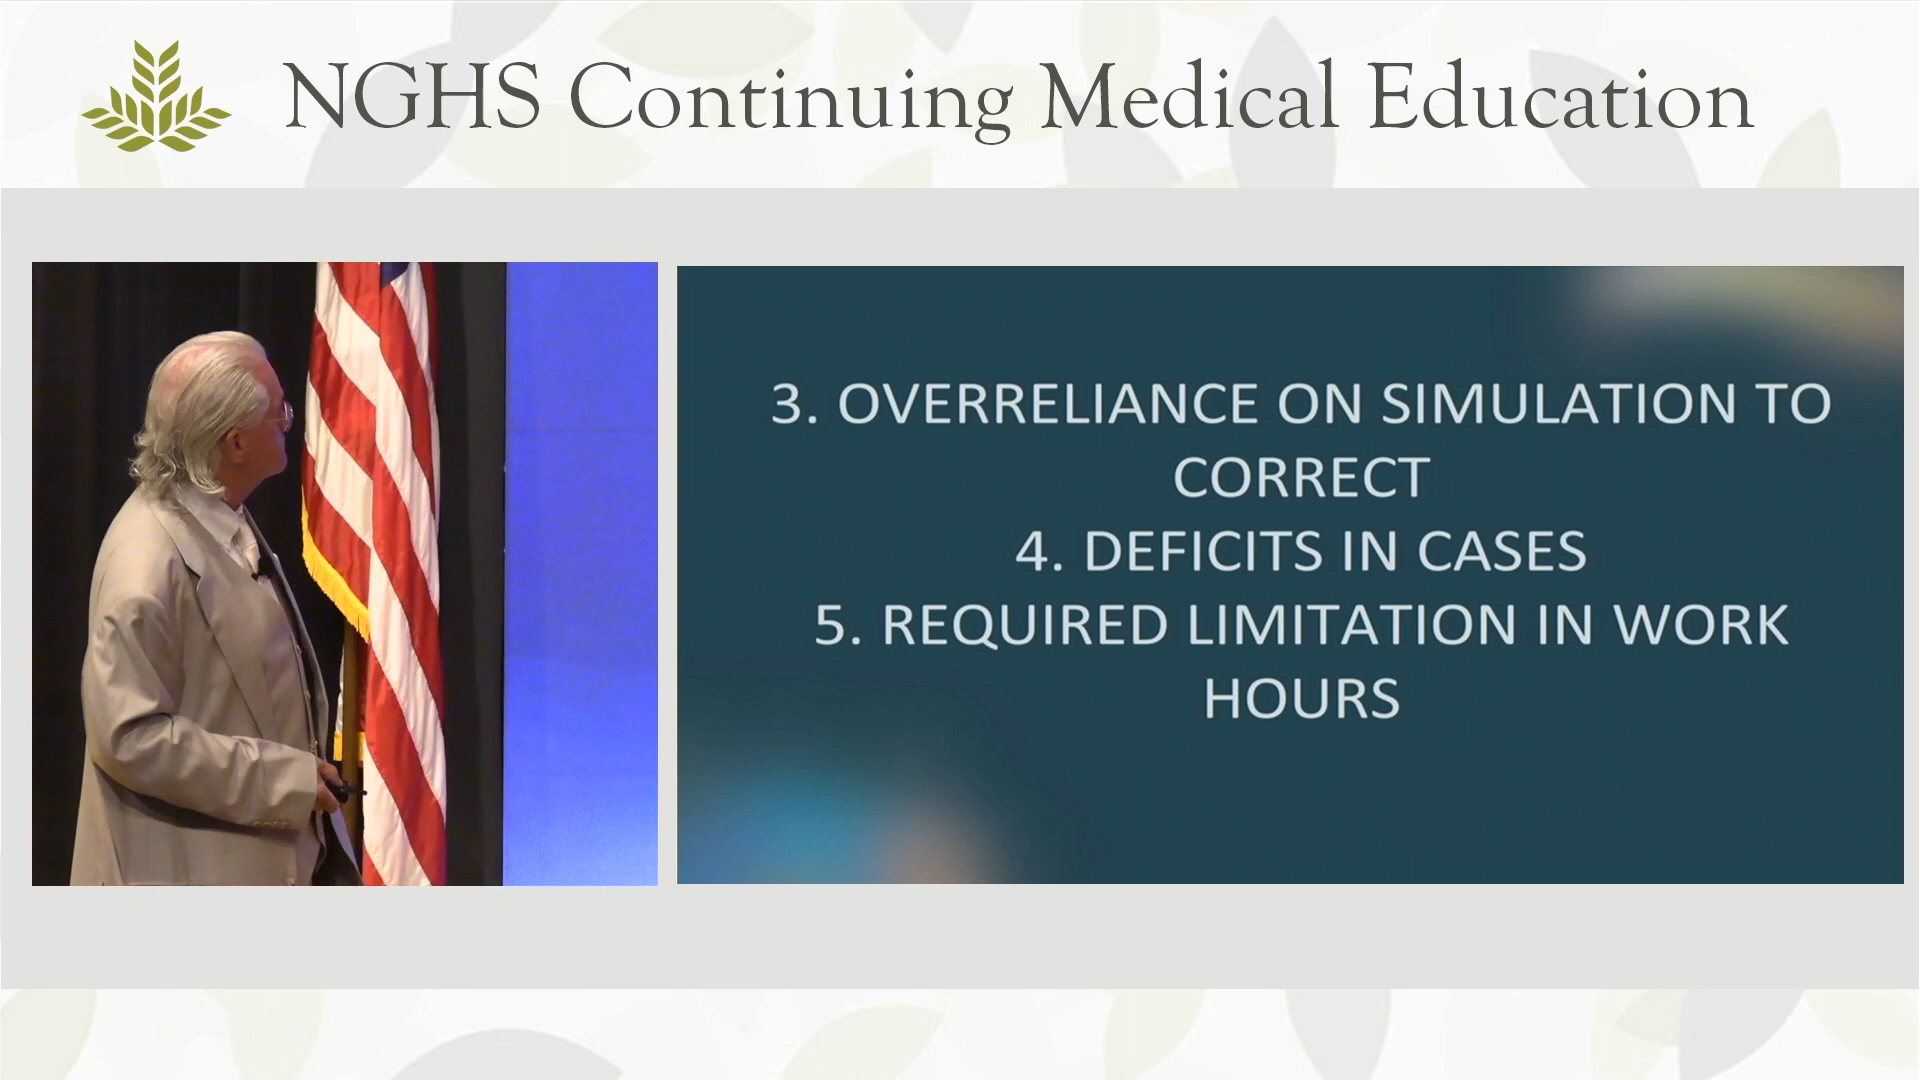 NGHS Continuing Medical Education
3. OVERRELIANCE ON SIMULATION TO
CORRECT
4. DEFICITS IN CASES
5. REQUIRED LIMITATION IN WORK
HOURS